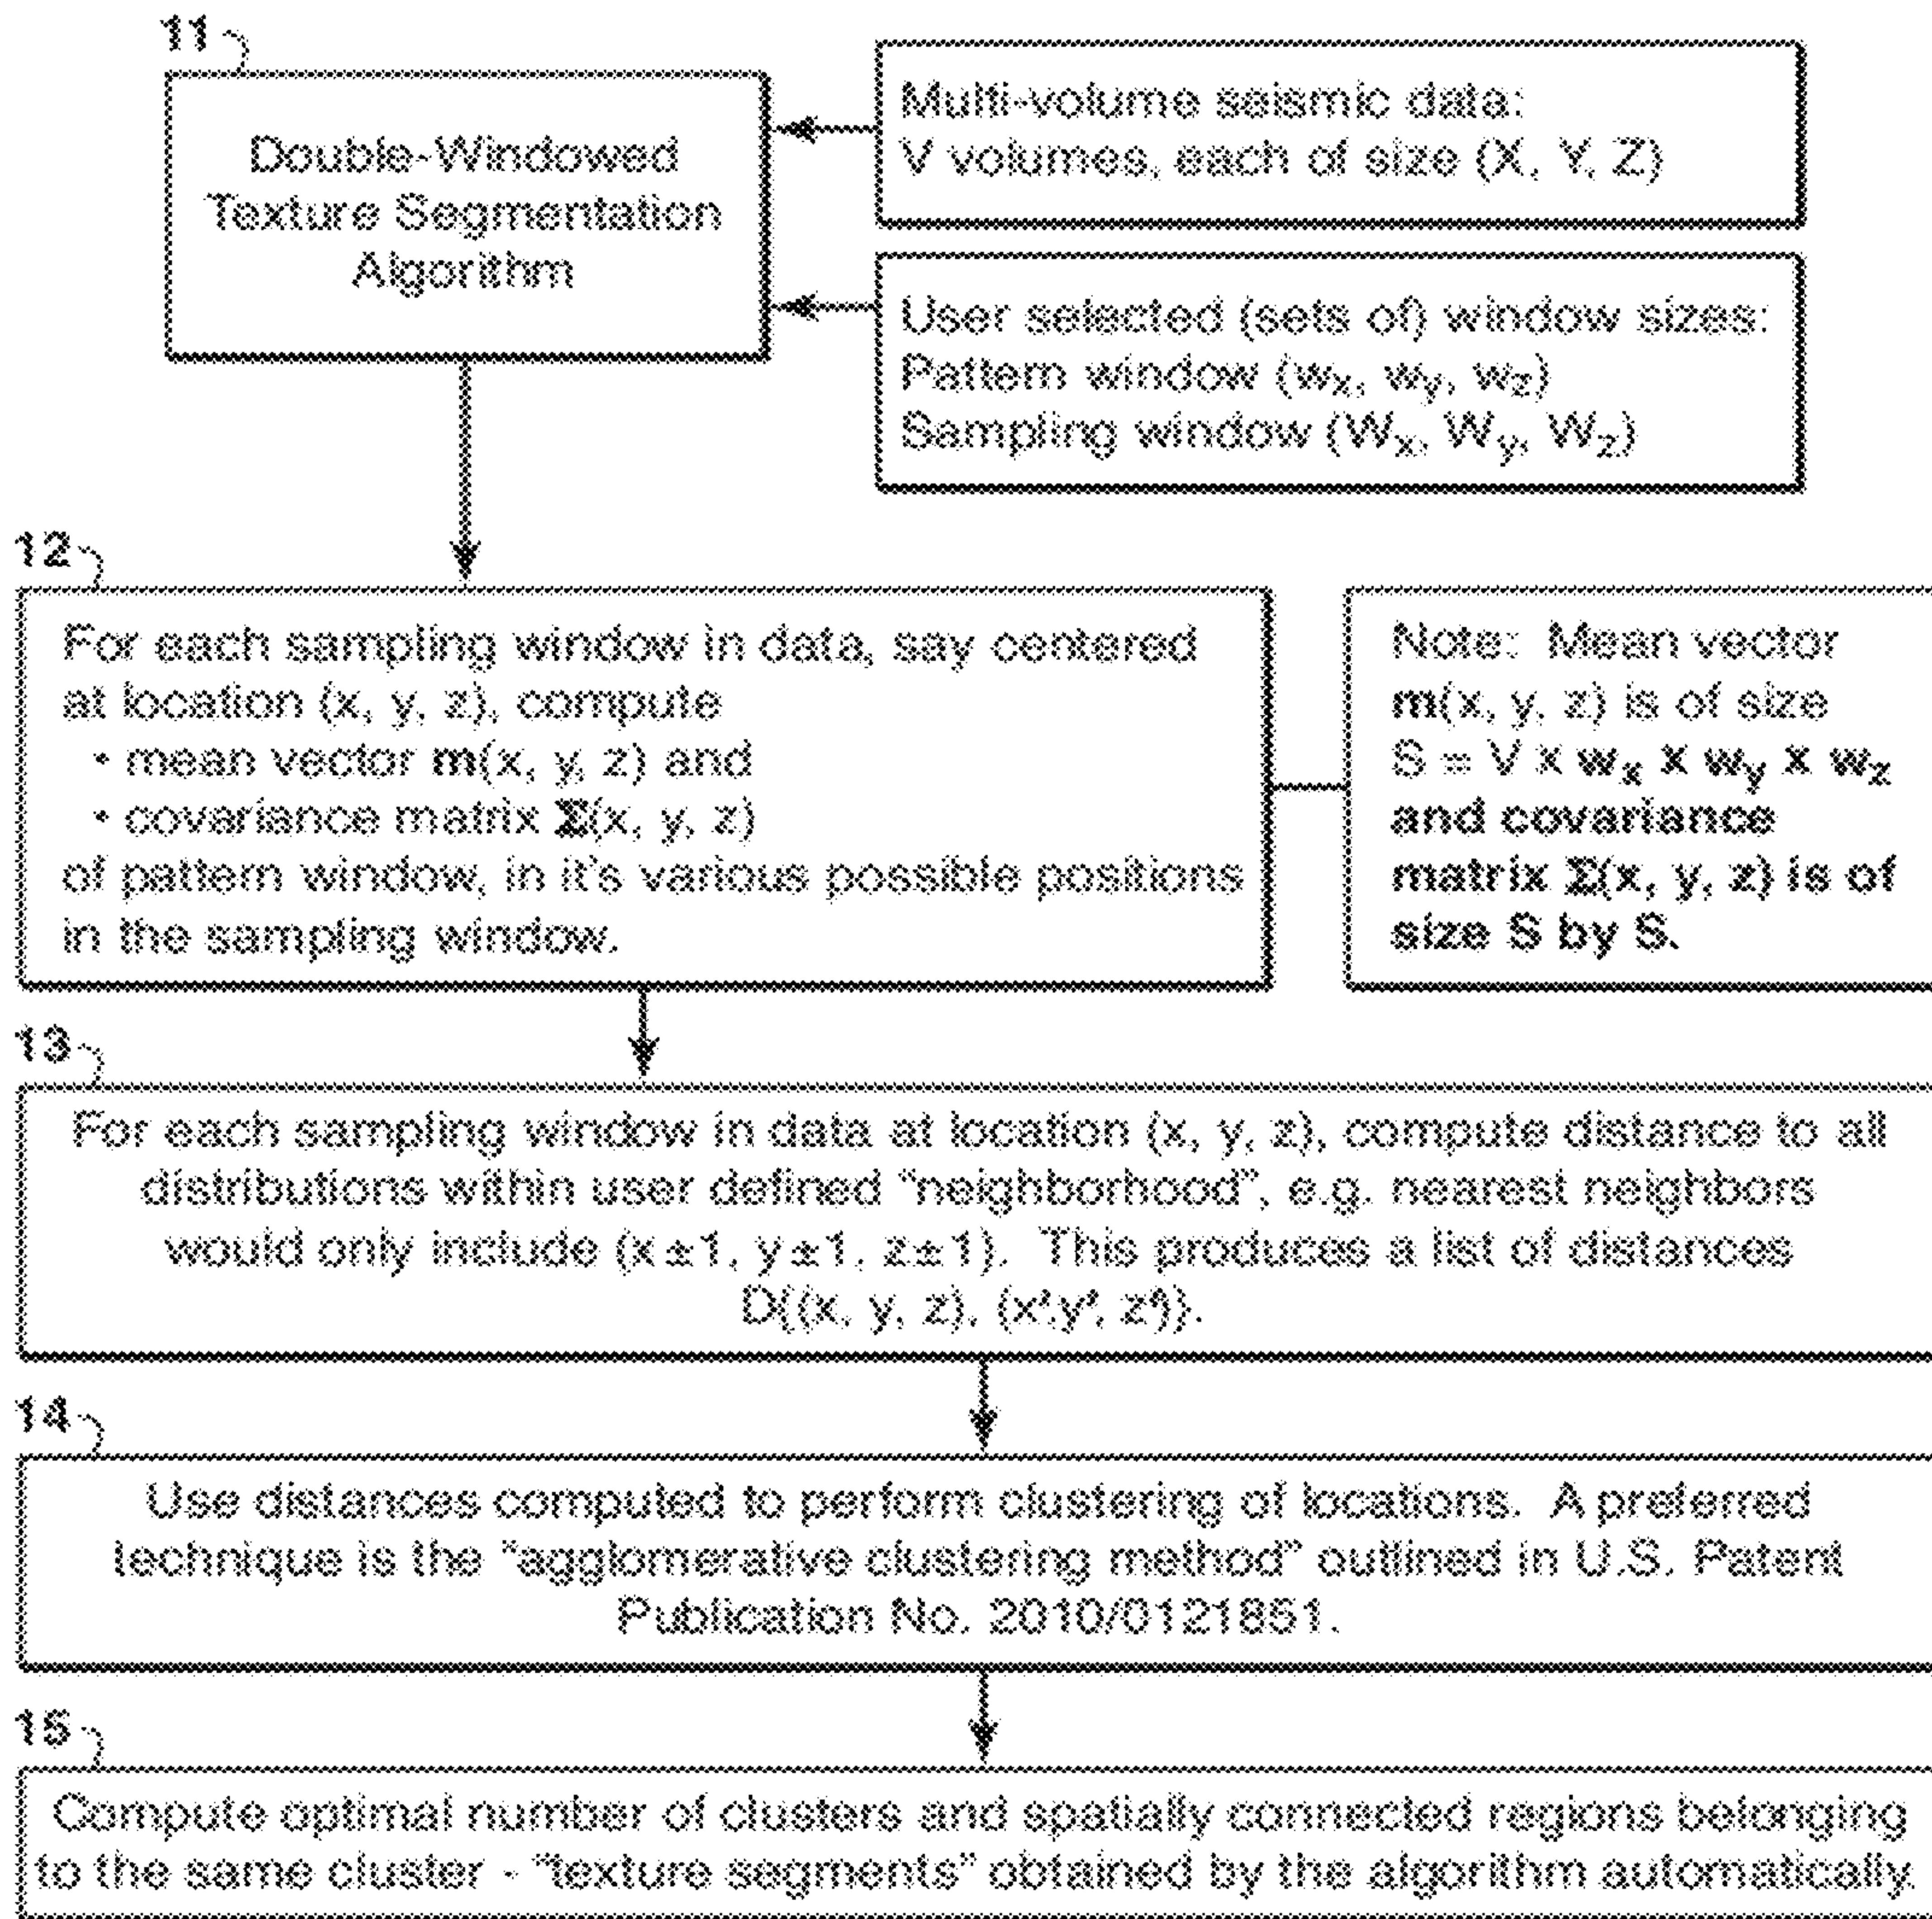 11
Double-Windowed
Texture Segmentation
Algorithm
Multi-volume seismic data:
V volumes, each of size (X, Y, Z)
User selected (sets of) window sizes:
Pattern window (wx, wy, wz)
Sampling window (Wx, Wy, Wz)
12
For each sampling window in data, say centered
at location (x, y, z), compute
• mean vector m(x, y, z) and
• covariance matrix Σ(x, y, z)
of pattern window, in it's various possible positions
in the sampling window.
Note: Mean vector
m(x, y, z) is of size
S = V x wx x wy x wz
and covariance
matrix Σ(x, y, z) is of
size S by S.
13
For each sampling window in data at location (x, y, z), compute distance to all
distributions within user defined "neighborhood", e.g. nearest neighbors
would only include (x±1, y±1, z±1). This produces a list of distances
D((x, y, z), (x',y', z')).
14
Use distances computed to perform clustering of locations. A preferred
technique is the "agglomerative clustering method" outlined in U.S. Patent
Publication No. 2010/0121861.
15
Compute optimal number of clusters and spatially connected regions belonging
to the same cluster - "texture segments" obtained by the algorithm automatically.